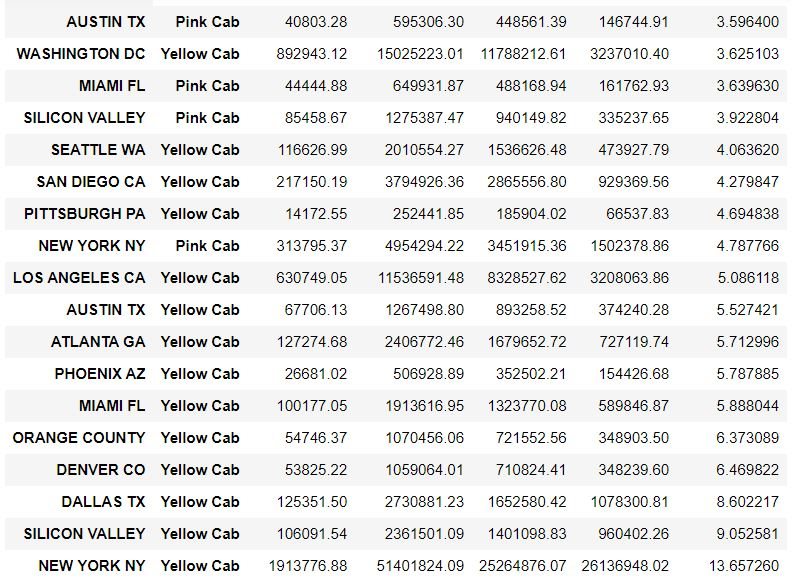 AUSTIN TX Pink Cab 40803.28 595306.30 448561.39 146744.91 3.596400
WASHINGTON DC Yellow Cab 892943.12 15025223.01 11788212.61 3237010.40 3.625103
MIAMI FL Pink Cab 44444.88 649931.87 488168.94 161762.93 3.639630
SILICON VALLEY Pink Cab 85458.67 1275387.47 940149.82 335237.65 3.922804
SEATTLE WA Yellow Cab 116626.99 2010554.27 1536626.48 473927.79 4.063620
SAN DIEGO CA Yellow Cab 217150.19 3794926.36 2865556.80 929369.56 4.279847
PITTSBURGH PA Yellow Cab 14172.55 252441.85 185904.02 66537.83 4.694838
NEW YORK NY Pink Cab 313795.37 4954294.22 3451915.36 1502378.86 4.787766
LOS ANGELES CA Yellow Cab 630749.05 11536591.48 8328527.62 3208063.86 5.086118
AUSTIN TX Yellow Cab 67706.13 1267498.80 893258.52 374240.28 5.527421
ATLANTA GA Yellow Cab 127274.68 2406772.46 1679652.72 727119.74 5.712996
PHOENIX AZ Yellow Cab 26681.02 506928.89 352502.21 154426.68 5.787885
MIAMI FL Yellow Cab 100177.05 1913616.95 1323770.08 589846.87 5.888044
ORANGE COUNTY Yellow Cab 54746.37 1070456.06 721552.56 348903.50 6.373089
DENVER CO Yellow Cab 53825.22 1059064.01 710824.41 348239.60 6.469822
DALLAS TX Yellow Cab 125351.50 2730881.23 1652580.42 1078300.81 8.602217
SILICON VALLEY Yellow Cab 106091.54 2361501.09 1401098.83 960402.26 9.052581
NEW YORK NY Yellow Cab 1913776.88 51401824.09 25264876.07 26136948.02 13.657260